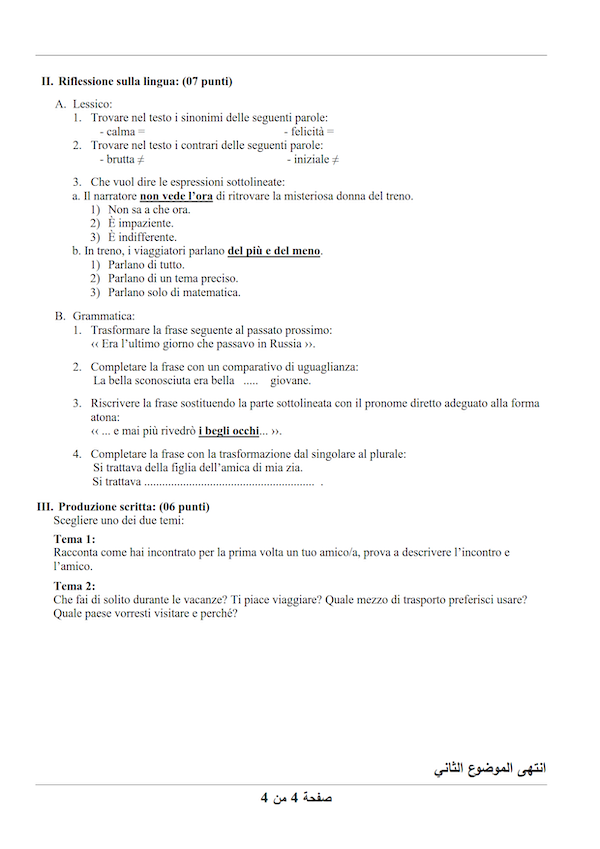 II. Riflessione sulla lingua: (07 punti)
A. Lessico:
1. Trovare nel testo i sinonimi delle seguenti parole:
- calma = - felicità =
2. Trovare nel testo i contrari delle seguenti parole:
- brutta ≠ - iniziale ≠
3. Che vuol dire le espressioni sottolineate:
a. Il narratore non vede l’ora di ritrovare la misteriosa donna del treno.
1) Non sa a che ora.
2) È impaziente.
3) È indifferente.
b. In treno, i viaggiatori parlano del più e del meno.
1) Parlano di tutto.
2) Parlano di un tema preciso.
3) Parlano solo di matematica.
B. Grammatica:
1. Trasformare la frase seguente al passato prossimo:
‹‹ Era l’ultimo giorno che passavo in Russia ››.
2. Completare la frase con un comparativo di uguaglianza:
La bella sconosciuta era bella ..... giovane.
3. Riscrivere la frase sostituendo la parte sottolineata con il pronome diretto adeguato alla forma
atona:
‹‹ ... e mai più rivedrò i begli occhi... ››.
4. Completare la frase con la trasformazione dal singolare al plurale:
Si trattava della figlia dell’amica di mia zia.
Si trattava ......................................................... .
III. Produzione scritta: (06 punti)
Scegliere uno dei due temi:
Tema 1:
Racconta come hai incontrato per la prima volta un tuo amico/a, prova a descrivere l’incontro e
l’amico.
Tema 2:
Che fai di solito durante le vacanze? Ti piace viaggiare? Quale mezzo di trasporto preferisci usare?
Quale paese vorresti visitare e perché?
انتهى الموضوع الثاني
صفحة 4 من 4